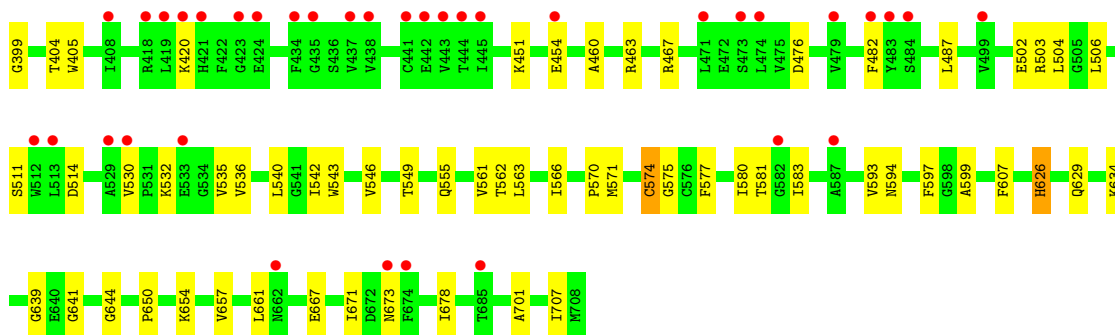 G399 T404 W405 I408 R418 L419 K420 H421 F422 G423 E424 F434 G435 S436 V437 V438 C441 E442 V443 T444 I445 K451 E454 A460 R463 R467 L471 E472 S473 L474 V475 D476 V479 F482 Y483 S484 L487 V499 E502 R503 L504 G505 L506
S511 W512 L513 D514 A529 V530 P531 K532 E533 G534 V535 V536 L540 G541 I542 W543 V546 T549 Q555 V561 T562 L563 I566 P570 M571 C574 G575 C576 F577 I580 T581 G582 I583 A587 V593 N594 F597 G598 A599 F607 H626 Q629
G639 E640 G641 G644 P650 K654 V657 L661 N662 E667 I671 D672 N673 F674 I678 T685 A701 I707 M708